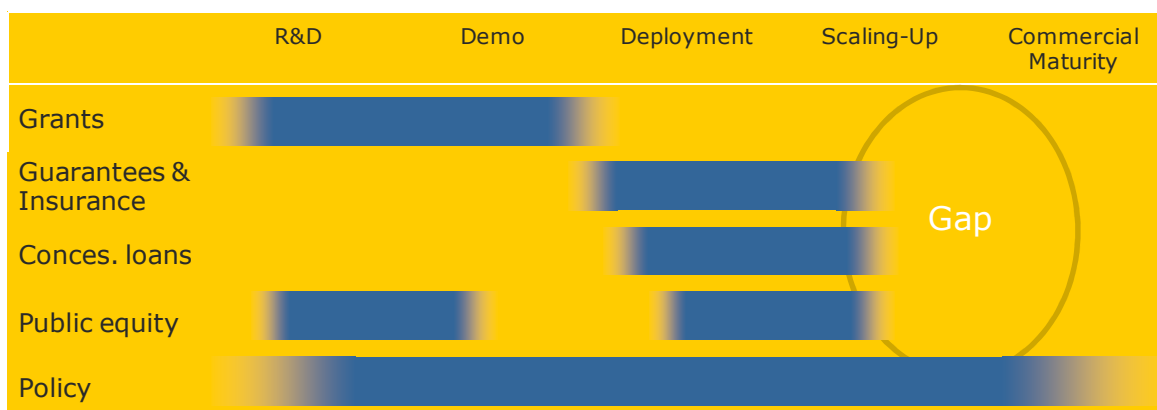 R&D Demo Deployment Scaling-Up Commercial
Maturity
Grants
Guarantees &
Insurance
Gap
Conces. loans
Public equity
Policy